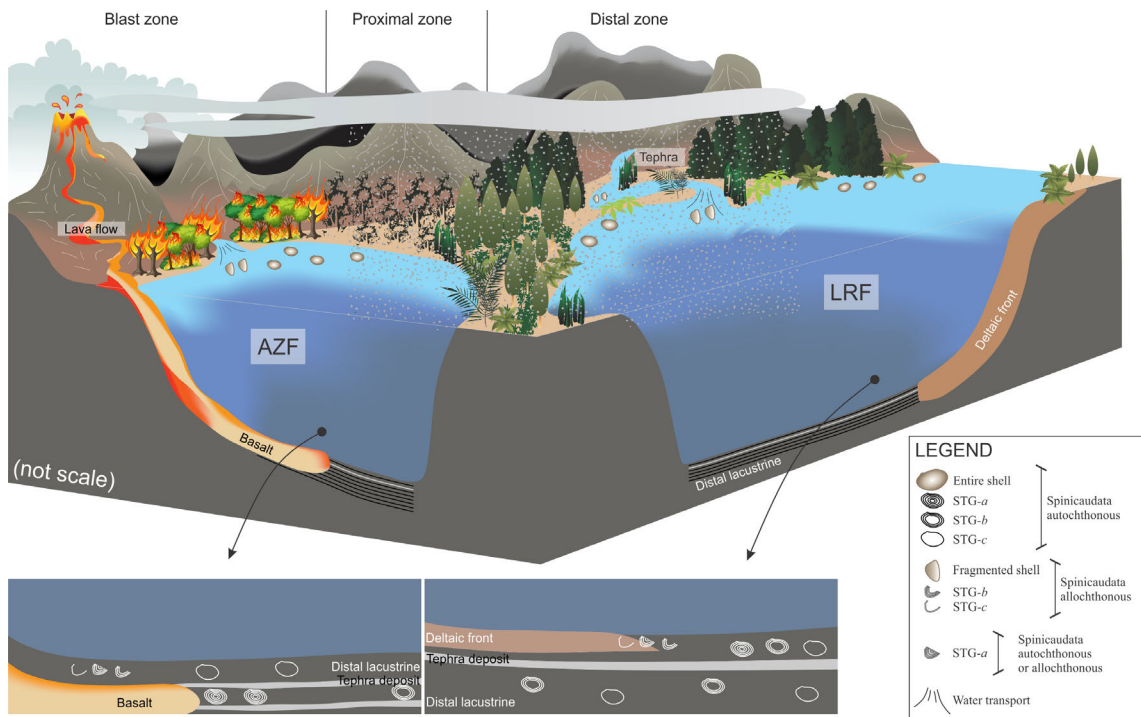 Blast zone
Proximal zone
Distal zone
Tephra
Lava flow
LRF
AZF
Deltaic front
Basalt
Distal lacustrine
(not scale)
LEGEND
Entire shell
STG-a
STG-b
STG-c
Spinicaudata
autochthonous
Fragmented shell
STG-b
STG-c
Spinicaudata
allochthonous
STG-a
Spinicaudata
autochthonous
or allochthonous
Water transport
Distal lacustrine
Tephra deposit
Basalt
Deltaic front
Tephra deposit
Distal lacustrine